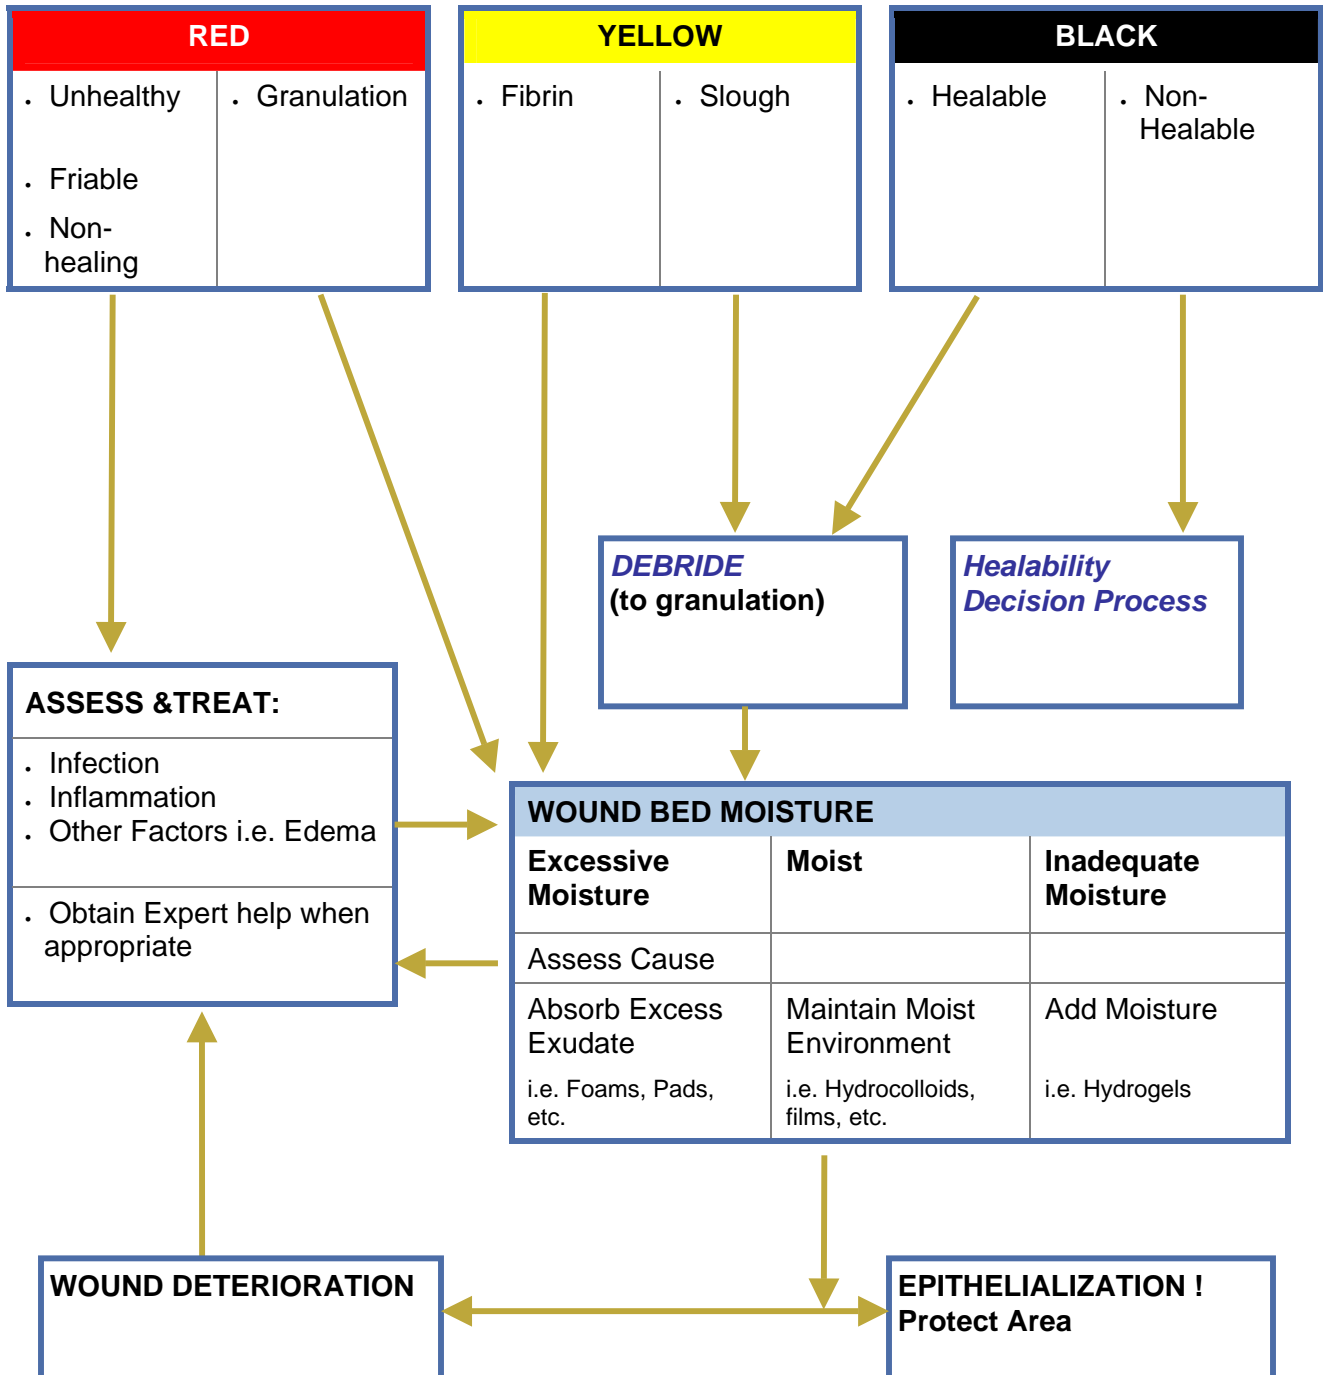 RED
• Unhealthy
• Friable
• Non-
healing
• Granulation
YELLOW
• Fibrin
• Slough
BLACK
• Healable
• Non-
Healable
DEBRIDE
(to granulation)
Healability
Decision Process
ASSESS &TREAT:
• Infection
• Inflammation
• Other Factors i.e. Edema
• Obtain Expert help when
appropriate
WOUND BED MOISTURE
Excessive
Moisture
Moist
Inadequate
Moisture
Assess Cause
Absorb Excess
Exudate
i.e. Foams, Pads,
etc.
Maintain Moist
Environment
i.e. Hydrocolloids,
films, etc.
Add Moisture
i.e. Hydrogels
WOUND DETERIORATION
EPITHELIALIZATION !
Protect Area